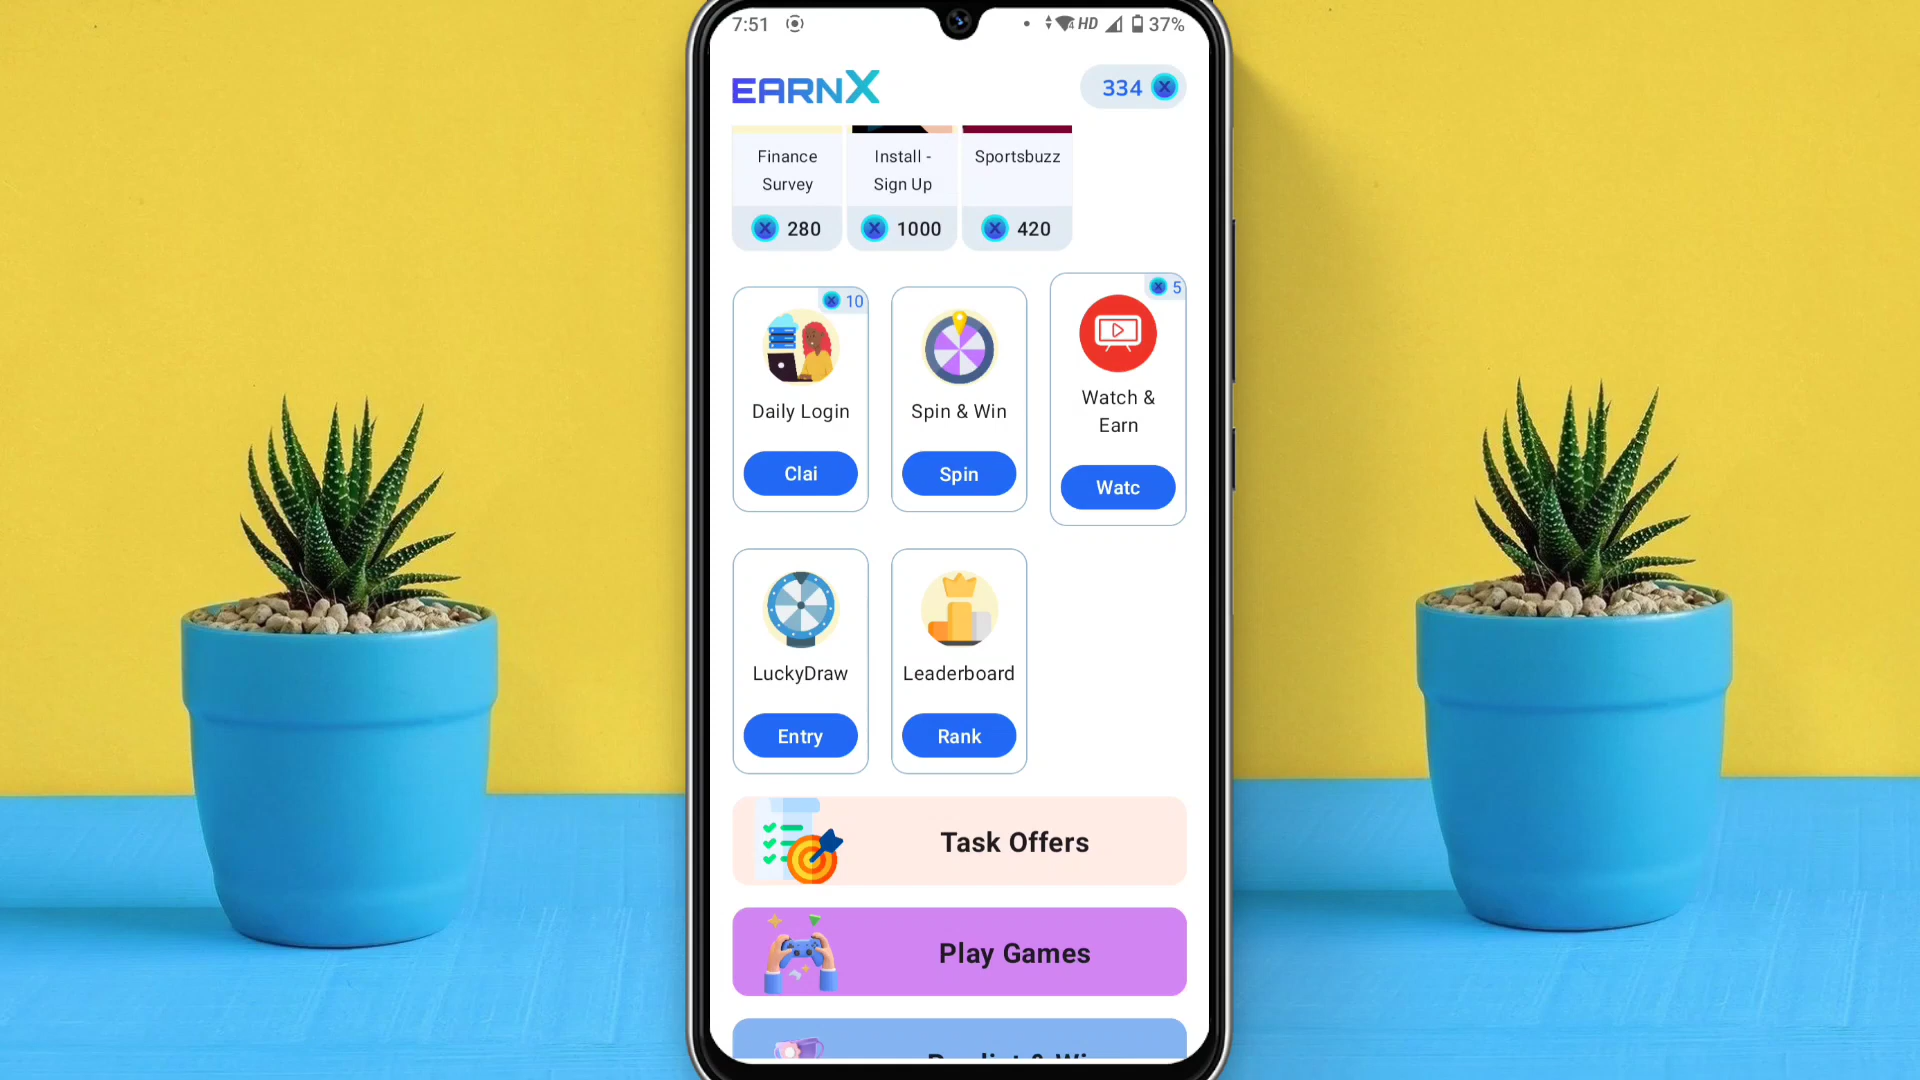 7:51
HD
37%
EARNX
334
Finance
Survey
Install -
Sign Up
Sportsbuzz
280
1000
420
10
5
Daily Login
Spin & Win
Watch &
Earn
Clai
Spin
Watc
LuckyDraw
Leaderboard
Entry
Rank
Task Offers
Play Games